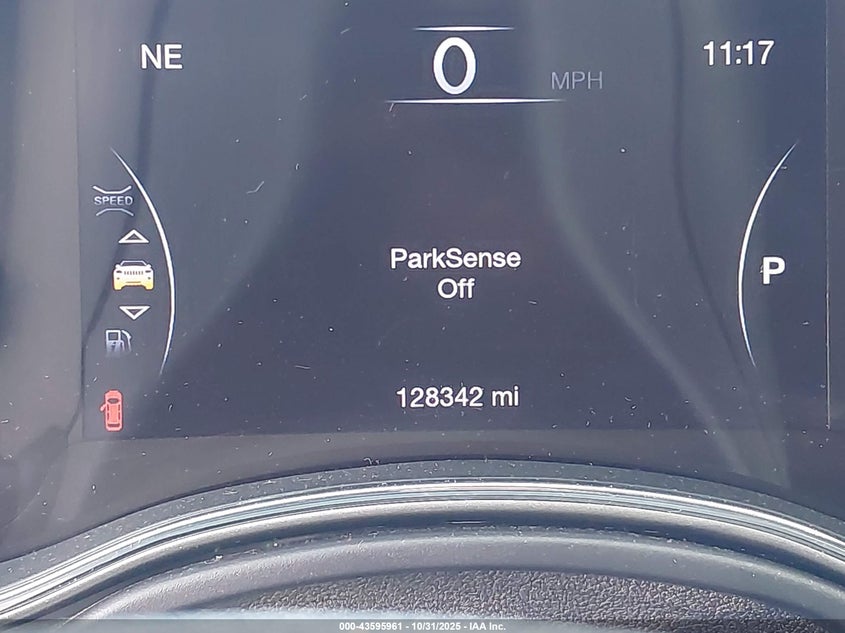 NE
0 MPH
11:17
SPEED
ParkSense
Off
P
128342 mi
000-43595961 - 10/31/2025 - IAA Inc.